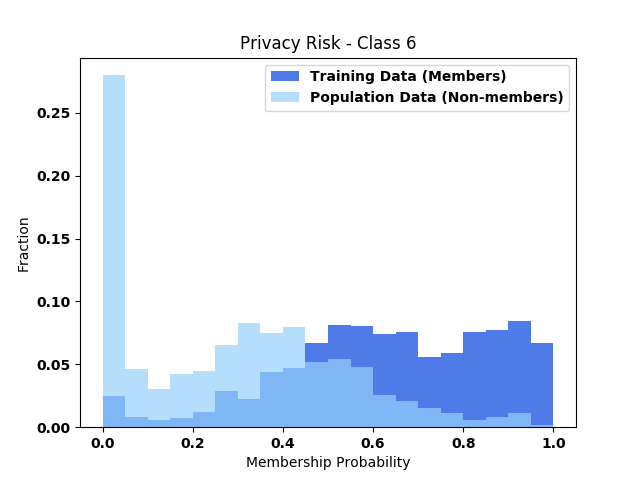 Privacy Risk - Class 6
Training Data (Members)
Population Data (Non-members)
0.25
0.20
0.15
0.10
0.05
0.00
Fraction
0.0 0.2 0.4 0.6 0.8 1.0
Membership Probability